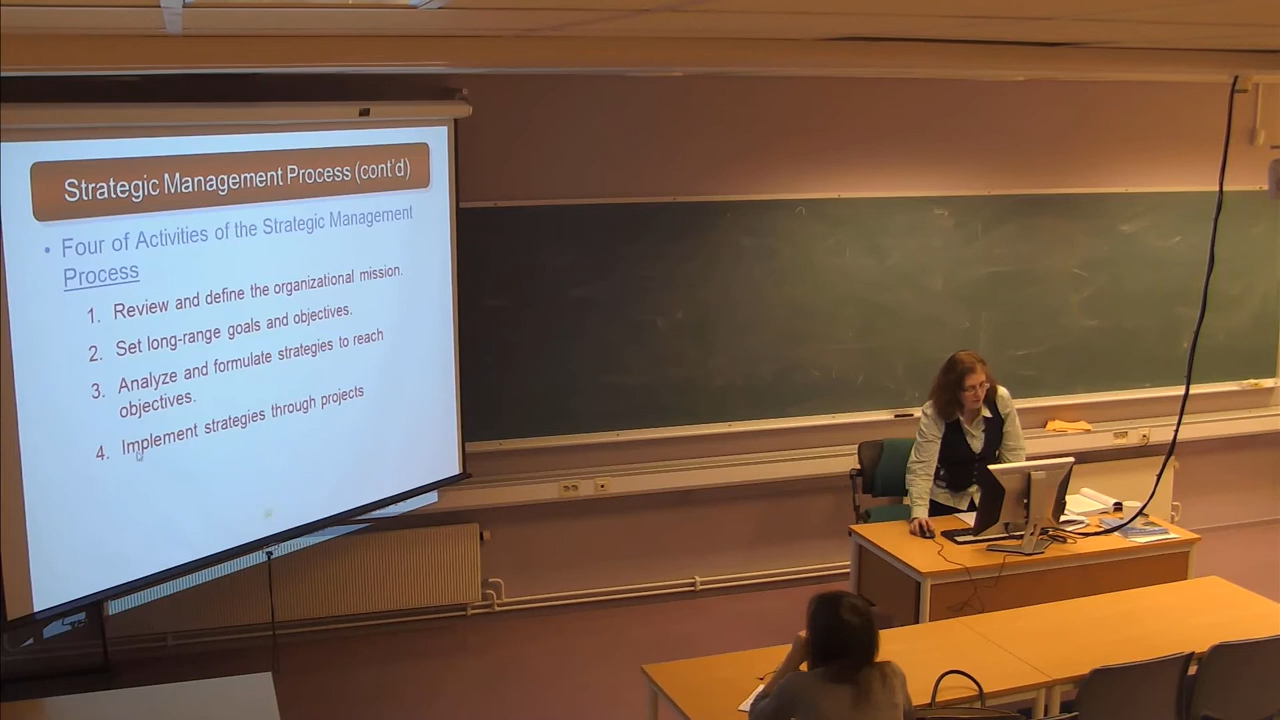 Strategic Management Process (cont'd)
• Four of Activities of the Strategic Management
Process
1. Review and define the organizational mission.
2. Set long-range goals and objectives.
3. Analyze and formulate strategies to reach
objectives.
4. Implement strategies through projects